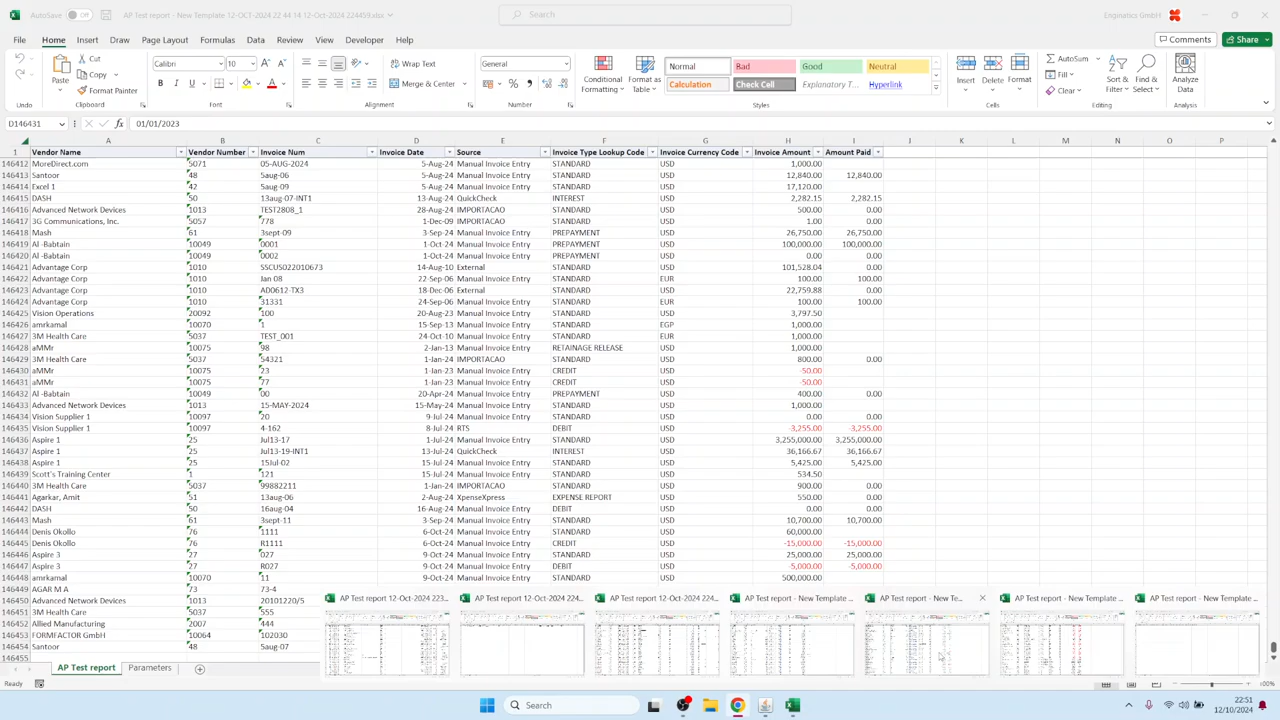 AutoSave Off AP Test report - New Template 12-OCT-2024 22 44 14 12-Oct-2024 224459.xlsx Search Enginatics GmbH
File Home Insert Draw Page Layout Formulas Data Review View Developer Help Comments Share
Paste Cut Copy Format Painter Calibri 10 Wrap Text Merge & Center General Conditional Formatting Format as Table Normal Bad Good Neutral Calculation Check Cell Explanatory T... Hyperlink Insert Delete Format AutoSum Fill Clear Sort & Filter Find & Select Analyze Data
Undo Clipboard Font Alignment Number Styles Cells Editing Analysis
D146431 01/01/2023
A B C D E F G H I J K L M N O P
1 Vendor Name Vendor Number Invoice Num Invoice Date Source Invoice Type Lookup Code Invoice Currency Code Invoice Amount Amount Paid
146412 MoreDirect.com 5071 05-AUG-2024 5-Aug-24 Manual Invoice Entry STANDARD USD 1,000.00
146413 Santoor 48 5aug-06 5-Aug-24 Manual Invoice Entry STANDARD USD 12,840.00 12,840.00
146414 Excel 1 42 5aug-09 5-Aug-24 Manual Invoice Entry STANDARD USD 17,120.00
146415 DASH 50 13aug-07-INT1 13-Aug-24 QuickCheck INTEREST USD 2,282.15 2,282.15
146416 Advanced Network Devices 1013 TEST2808_1 28-Aug-24 IMPORTACAO STANDARD USD 500.00 0.00
146417 3G Communications, Inc. 5057 778 1-Dec-09 IMPORTACAO STANDARD USD 1.00 0.00
146418 Mash 61 3sept-09 3-Sep-24 Manual Invoice Entry PREPAYMENT USD 26,750.00 26,750.00
146419 Al -Babtain 10049 0001 1-Oct-24 Manual Invoice Entry PREPAYMENT USD 100,000.00 100,000.00
146420 Al -Babtain 10049 0002 1-Oct-24 Manual Invoice Entry PREPAYMENT USD 0.00 0.00
146421 Advantage Corp 1010 SSCUS022010673 14-Aug-10 External STANDARD USD 101,528.04 0.00
146422 Advantage Corp 1010 Jan 08 22-Sep-06 Manual Invoice Entry STANDARD EUR 100.00 100.00
146423 Advantage Corp 1010 AD0612-TX3 18-Dec-06 External STANDARD USD 22,759.88 0.00
146424 Advantage Corp 1010 31331 24-Sep-06 Manual Invoice Entry STANDARD EUR 100.00 100.00
146425 Vision Operations 20092 100 20-Aug-23 Manual Invoice Entry STANDARD USD 3,797.50
146426 amrkamal 10070 1 15-Sep-13 Manual Invoice Entry STANDARD EGP 1,000.00
146427 3M Health Care 5037 TEST_001 24-Oct-10 Manual Invoice Entry STANDARD EUR 1,000.00
146428 aMMr 10075 98 2-Jan-13 Manual Invoice Entry RETAINAGE RELEASE USD 1,000.00
146429 3M Health Care 5037 54321 1-Jan-24 IMPORTACAO STANDARD USD 800.00 0.00
146430 aMMr 10075 23 1-Jan-23 Manual Invoice Entry CREDIT USD -50.00
146431 aMMr 10075 77 1-Jan-23 Manual Invoice Entry CREDIT USD -50.00
146432 Al -Babtain 10049 00 20-Apr-24 Manual Invoice Entry PREPAYMENT USD 400.00 0.00
146433 Advanced Network Devices 1013 15-MAY-2024 15-May-24 Manual Invoice Entry STANDARD USD 1,000.00
146434 Vision Supplier 1 10097 20 9-Jul-24 Manual Invoice Entry STANDARD USD 0.00 0.00
146435 Vision Supplier 1 10097 4-162 8-Jul-24 RTS DEBIT USD -3,255.00 -3,255.00
146436 Aspire 1 25 Jul13-17 1-Jul-24 Manual Invoice Entry STANDARD USD 3,255,000.00 3,255,000.00
146437 Aspire 1 25 Jul13-19-INT1 13-Jul-24 QuickCheck INTEREST USD 36,166.67 36,166.67
146438 Aspire 1 25 15Jul-02 15-Jul-24 Manual Invoice Entry STANDARD USD 5,425.00 5,425.00
146439 Scott's Training Center 1 121 15-Jul-24 Manual Invoice Entry STANDARD USD 534.50
146440 3M Health Care 5037 99882211 1-Jan-24 IMPORTACAO STANDARD USD 900.00 0.00
146441 Agarkar, Amit 51 13aug-06 2-Aug-24 XpenseXpress EXPENSE REPORT USD 550.00 0.00
146442 DASH 50 16aug-04 16-Aug-24 Manual Invoice Entry DEBIT USD 0.00 0.00
146443 Mash 61 3sept-11 3-Sep-24 Manual Invoice Entry STANDARD USD 10,700.00 10,700.00
146444 Denis Okollo 76 1111 6-Oct-24 Manual Invoice Entry STANDARD USD 60,000.00
146445 Denis Okollo 76 R1111 6-Oct-24 Manual Invoice Entry CREDIT USD -15,000.00 -15,000.00
146446 Aspire 3 27 027 9-Oct-24 Manual Invoice Entry STANDARD USD 25,000.00 25,000.00
146447 Aspire 3 27 R027 9-Oct-24 Manual Invoice Entry DEBIT USD -5,000.00 -5,000.00
146448 amrkamal 10070 11 9-Oct-24 Manual Invoice Entry STANDARD USD 500,000.00
146449 AGAR M A 73 73-4
146450 Advanced Network Devices 1013 20101220/5
146451 3M Health Care 5037 555
146452 Allied Manufacturing 2007 444
146453 FORMFACTOR GmbH 10064 102030
146454 Santoor 48 5aug-07
146455
AP Test report 12-Oct-2024 223... AP Test report 12-Oct-2024 224... AP Test report 12-Oct-2024 224... AP Test report - New Template ... AP Test report - New Te... AP Test report - New Template ... AP Test report - New Template ...
AP Test report Parameters
Ready 100%
Search 22:51
12/10/2024